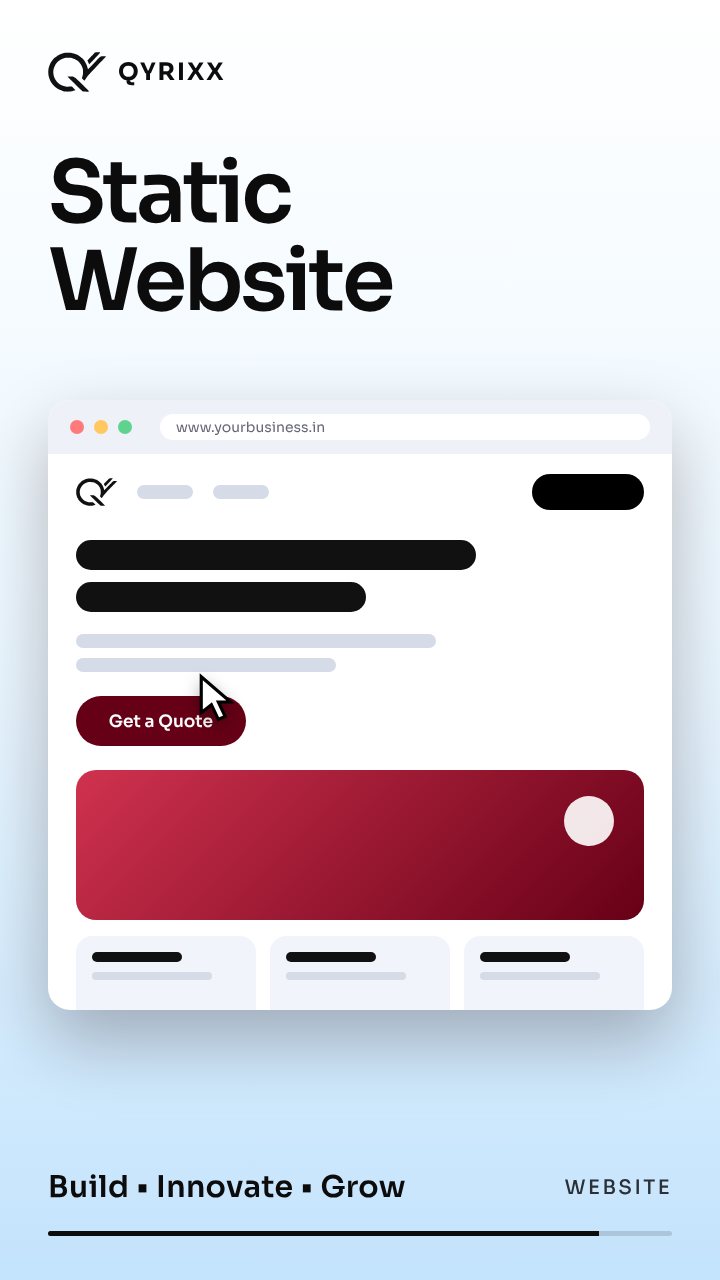 QYRIXX
Static
Website
www.yourbusiness.in
Get a Quote
Build ▪ Innovate ▪ Grow
WEBSITE